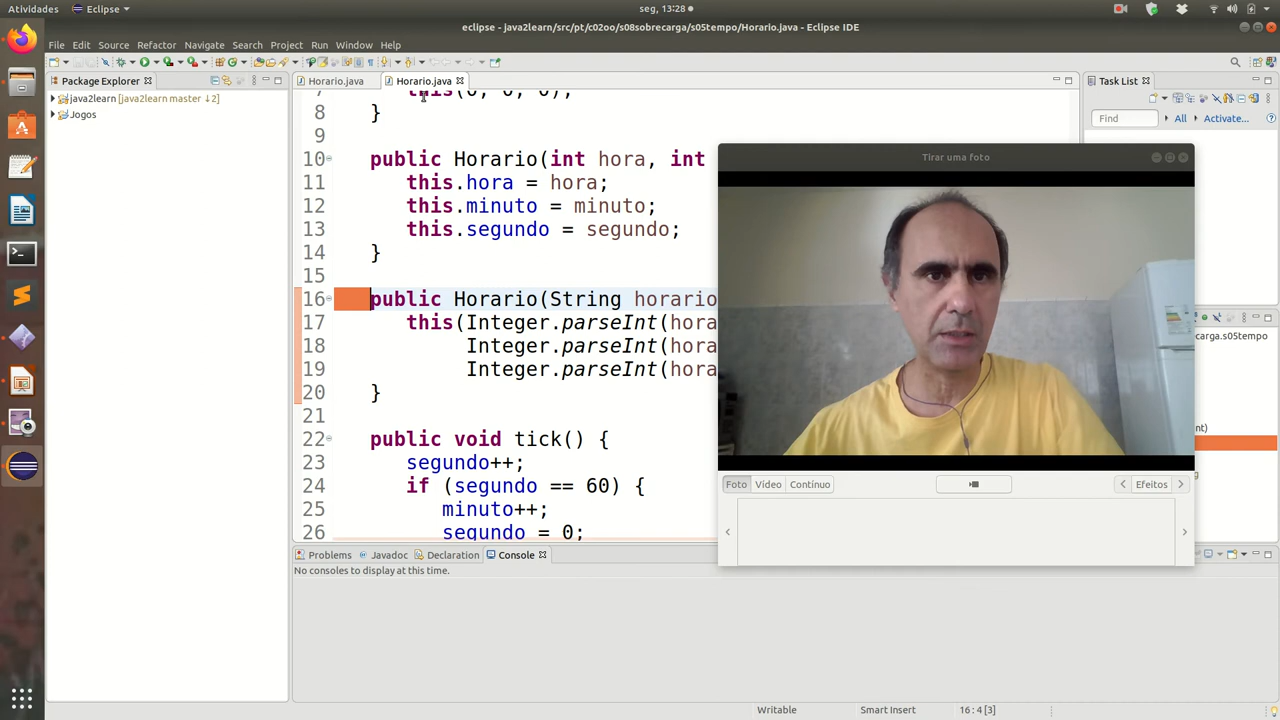 Atividades
Eclipse
seg, 13:28
eclipse - java2learn/src/pt/c02oo/s08sobrecarga/s05tempo/Horario.java - Eclipse IDE
File Edit Source Refactor Navigate Search Project Run Window Help
Package Explorer
Horario.java
Horario.java
Task List
java2learn [java2learn master ↓2]
Jogos
Find
All
Activate...
7 this(0, 0, 0);
8 }
9
10 public Horario(int hora, int
11 this.hora = hora;
12 this.minuto = minuto;
13 this.segundo = segundo;
14 }
15
16 public Horario(String horario
17 this(Integer.parseInt(hora
18 Integer.parseInt(hora
19 Integer.parseInt(hora
20 }
21
22 public void tick() {
23 segundo++;
24 if (segundo == 60) {
25 minuto++;
26 segundo = 0;
Tirar uma foto
Foto Vídeo Contínuo
Efeitos
carga.s05tempo
nt)
Problems Javadoc Declaration Console
No consoles to display at this time.
Writable Smart Insert 16 : 4 [3]